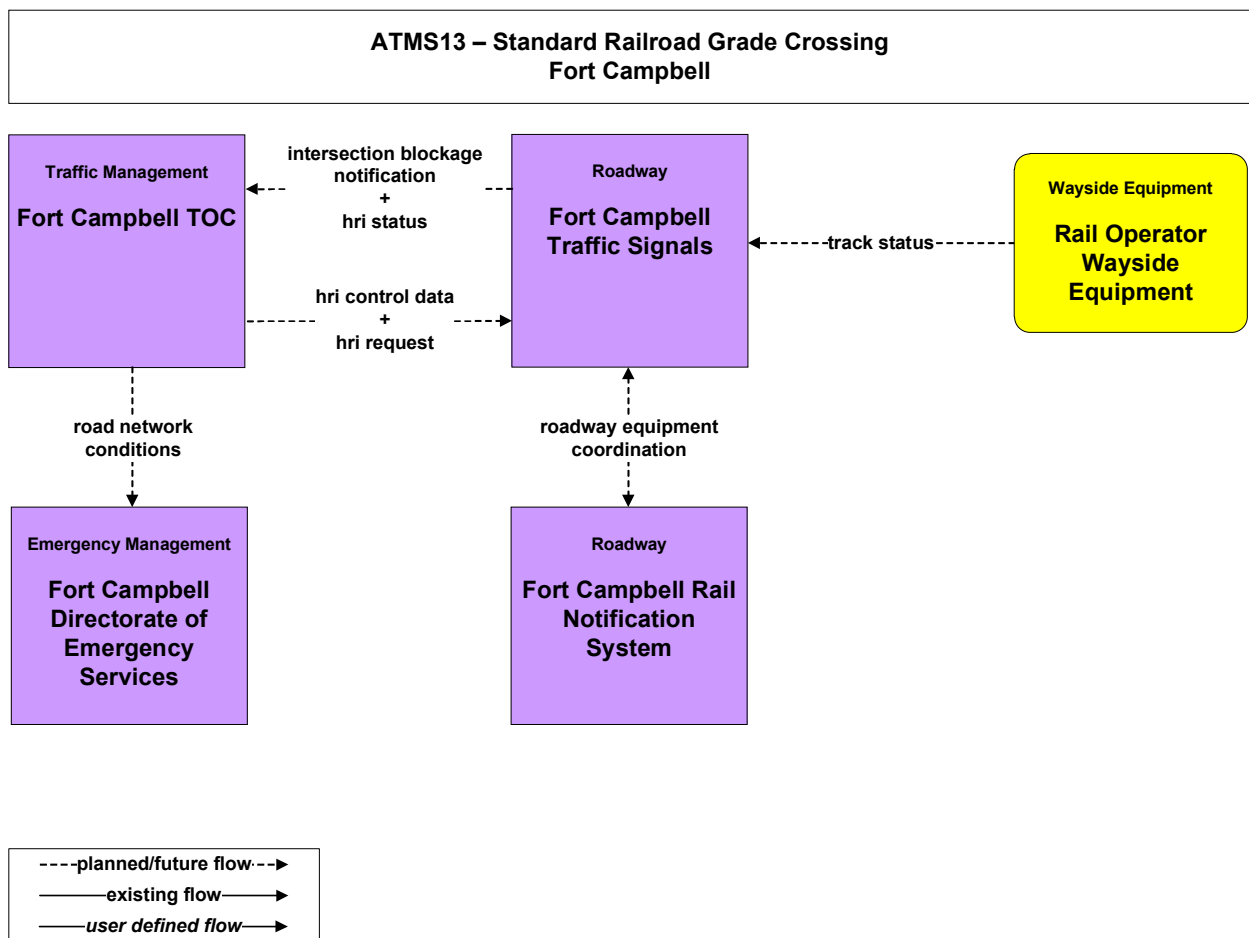 ATMS13 – Standard Railroad Grade Crossing
Fort Campbell
Traffic Management
Fort Campbell TOC
intersection blockage
notification
+
hri status
hri control data
+
hri request
Roadway
Fort Campbell
Traffic Signals
track status
Wayside Equipment
Rail Operator
Wayside
Equipment
road network
conditions
roadway equipment
coordination
Emergency Management
Fort Campbell
Directorate of
Emergency
Services
Roadway
Fort Campbell Rail
Notification
System
planned/future flow
existing flow
user defined flow